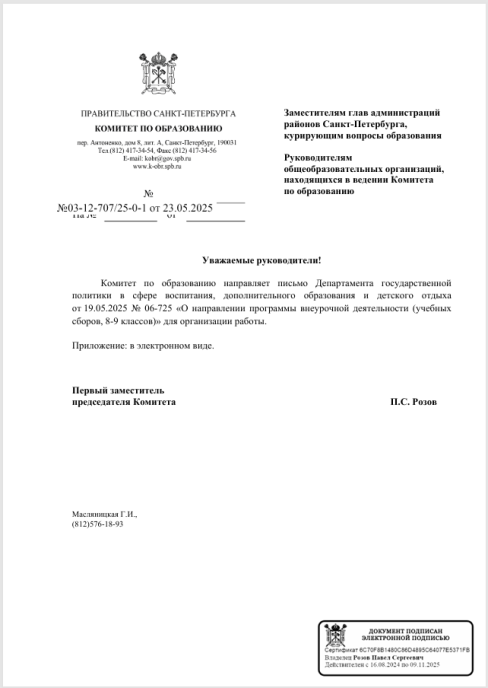 ПРАВИТЕЛЬСТВО САНКТ-ПЕТЕРБУРГА
КОМИТЕТ ПО ОБРАЗОВАНИЮ
пер. Антоненко, дом 8, лит. А, Санкт-Петербург, 190031
Тел.(812) 417-34-54, Факс (812) 417-34-56
E-mail: kobr@gov.spb.ru
www.k-obr.spb.ru
№
№03-12-707/25-0-1 от 23.05.2025
На № от
Заместителям глав администраций
районов Санкт-Петербурга,
курирующим вопросы образования
Руководителям
общеобразовательных организаций,
находящихся в ведении Комитета
по образованию
Уважаемые руководители!
Комитет по образованию направляет письмо Департамента государственной
политики в сфере воспитания, дополнительного образования и детского отдыха
от 19.05.2025 № 06-725 «О направлении программы внеурочной деятельности (учебных
сборов, 8-9 классов)» для организации работы.
Приложение: в электронном виде.
Первый заместитель
председателя Комитета
П.С. Розов
Масляницкая Г.И.,
(812)576-18-93
ДОКУМЕНТ ПОДПИСАН
ЭЛЕКТРОННОЙ ПОДПИСЬЮ
Сертификат 6C70F8B1480C86D4895C64077E5371FB
Владелец Розов Павел Сергеевич
Действителен с 16.08.2024 по 09.11.2025